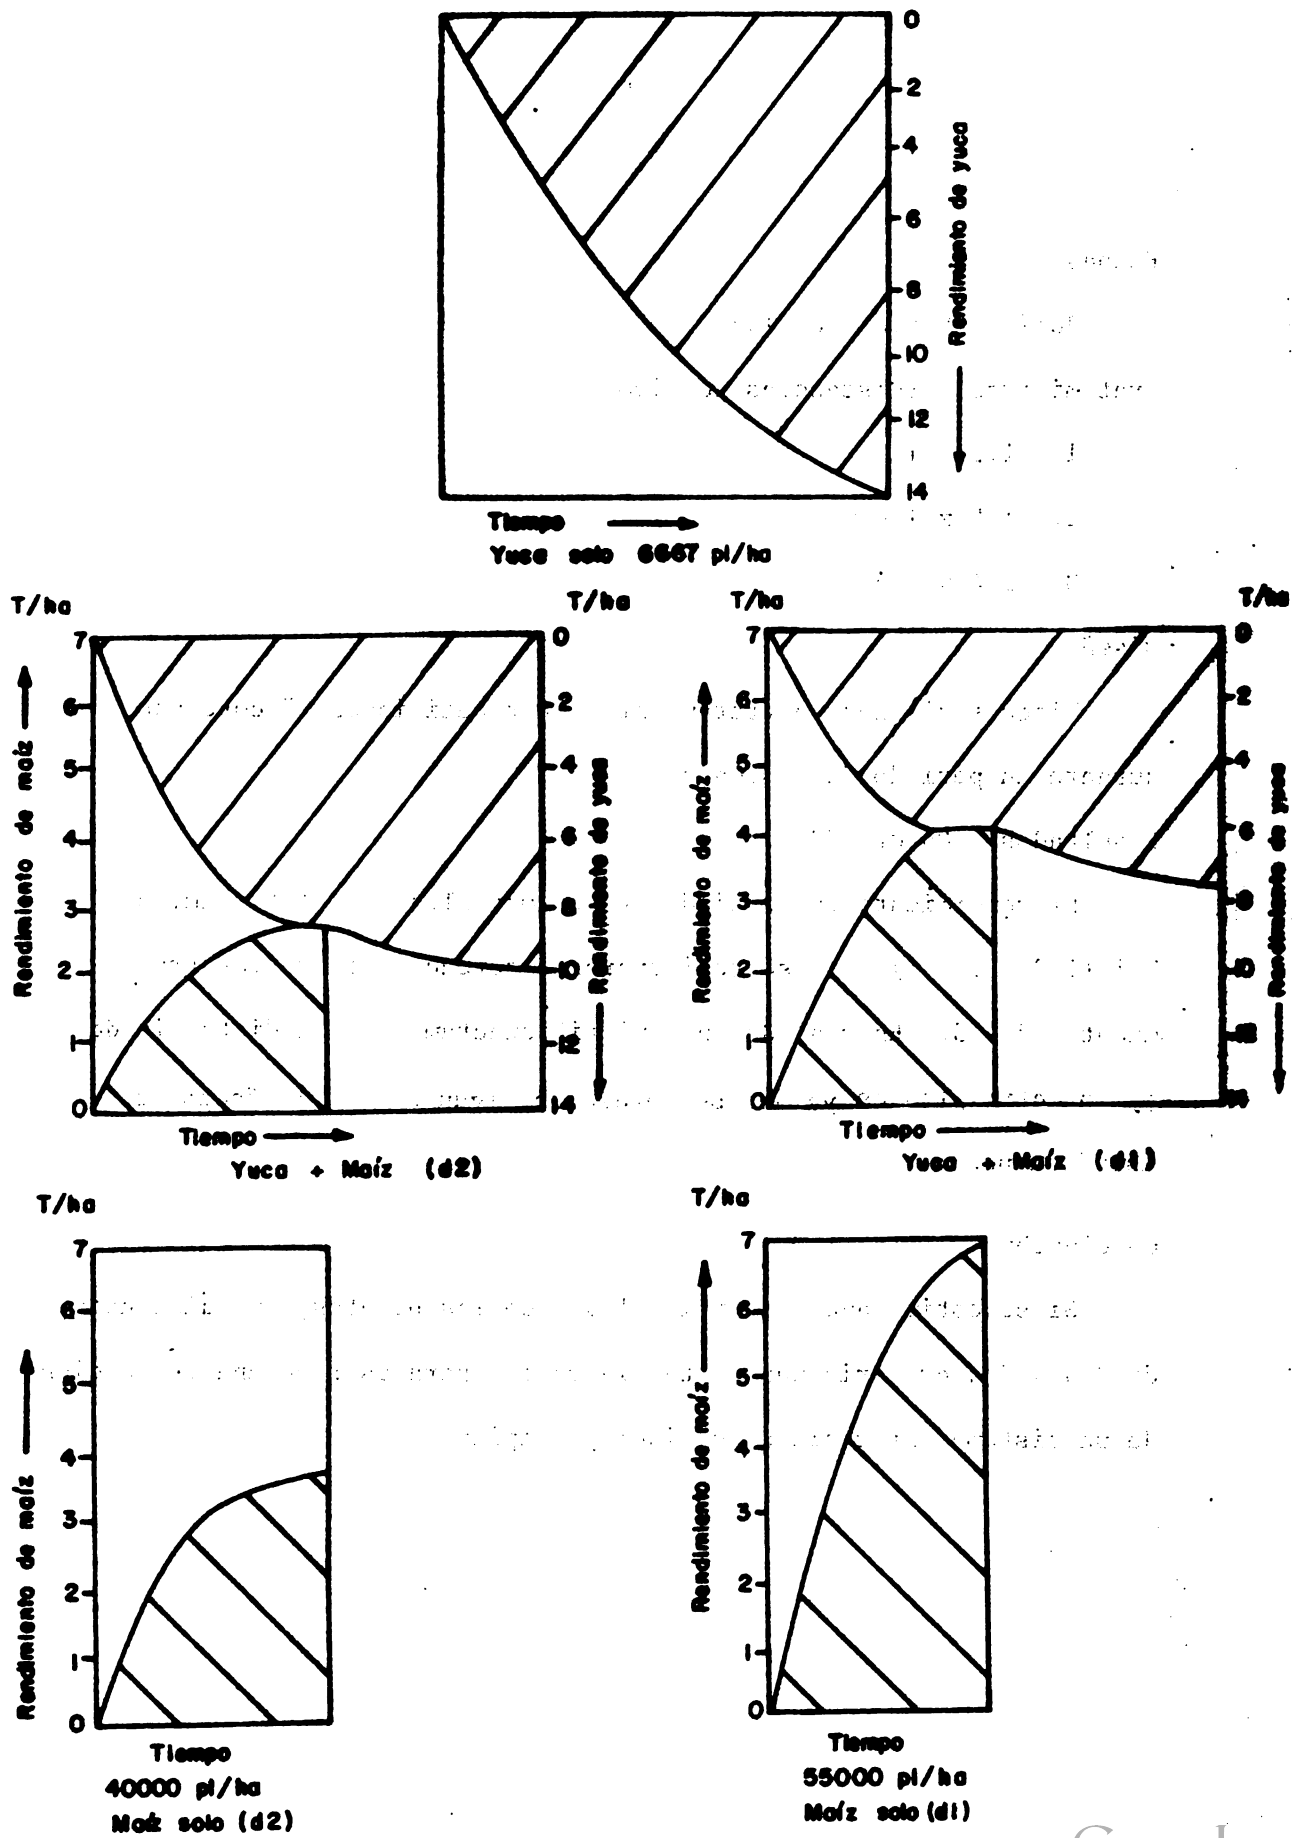 0
2
4
6
8
10
12
14
Rendimiento de yuca
Tiempo
Yuca solo 6667 pl/ha
T/ha
T/ha
7
6
5
4
3
2
1
0
Rendimiento de maíz
0
2
4
6
8
10
12
14
Rendimiento de yuca
Tiempo
Yuca + Maíz (d2)
T/ha
T/ha
7
6
5
4
3
2
1
0
Rendimiento de maíz
0
2
4
6
8
10
Rendimiento de
Tiempo
Yuca + Maíz (d1)
T/ha
7
6
5
4
3
2
1
0
Rendimiento de maíz
Tiempo
40000 pl/ha
Maíz solo (d2)
T/ha
7
6
5
4
3
2
1
0
Rendimiento de maíz
Tiempo
55000 pl/ha
Maíz solo (d1)